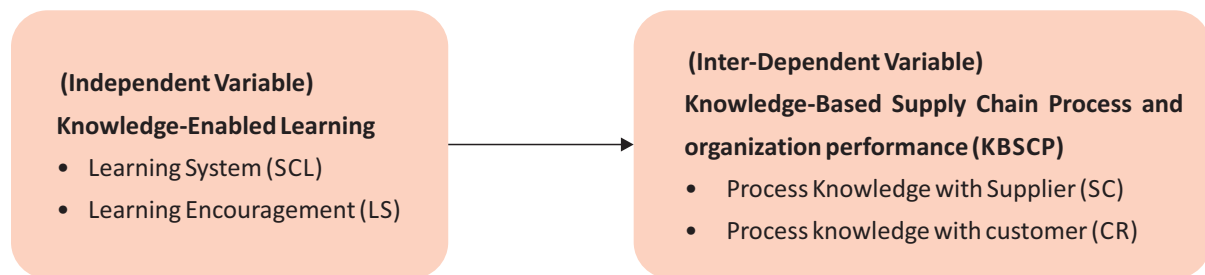 (Independent Variable)
Knowledge-Enabled Learning
• Learning System (SCL)
• Learning Encouragement (LS)
(Inter-Dependent Variable)
Knowledge-Based Supply Chain Process and
organization performance (KBSCP)
• Process Knowledge with Supplier (SC)
• Process knowledge with customer (CR)